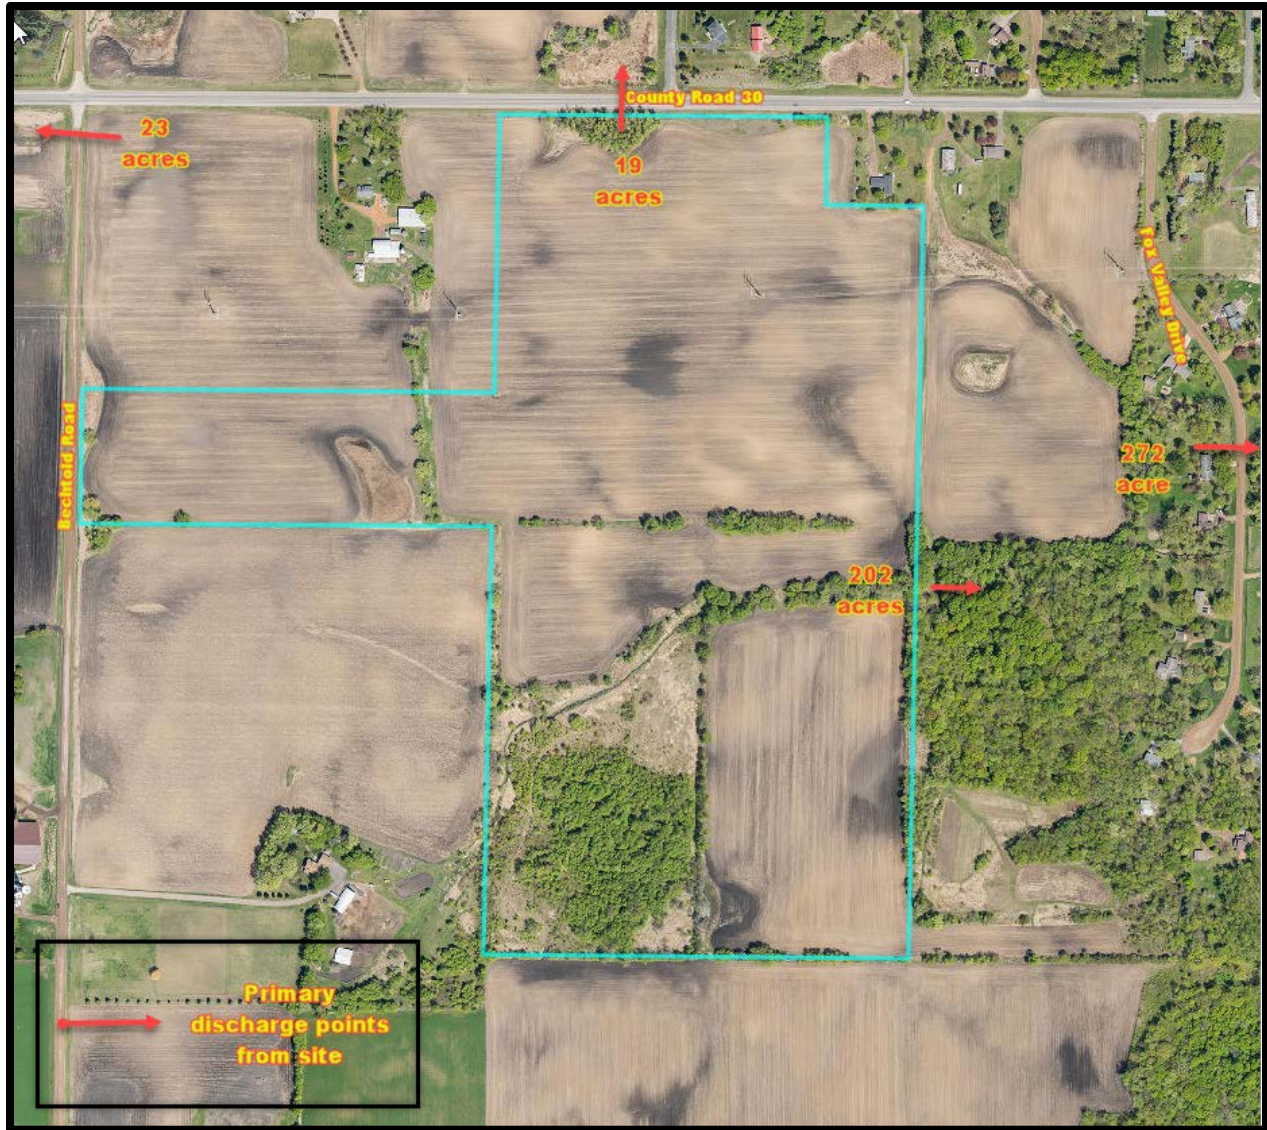 County Road 30
23
acres
19
acres
Fox Valley Drive
Bechtold Road
272
acre
202
acres
Primary
discharge points
from site